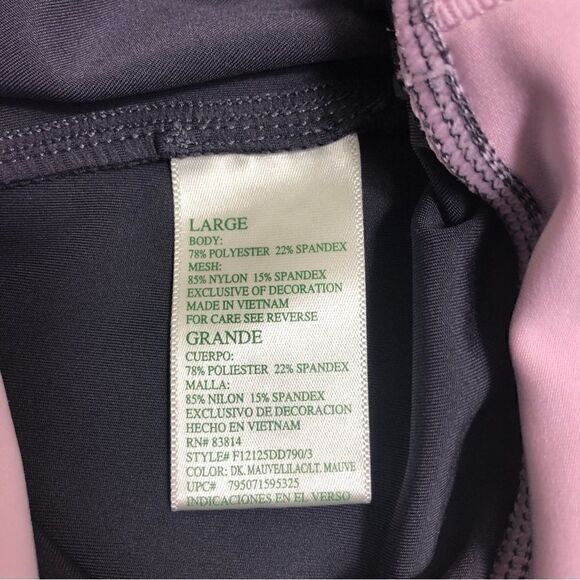 LARGE
BODY:
78% POLYESTER 22% SPANDEX
MESH:
85% NYLON 15% SPANDEX
EXCLUSIVE OF DECORATION
MADE IN VIETNAM
FOR CARE SEE REVERSE
GRANDE
CUERPO:
78% POLIESTER 22% SPANDEX
MALLA:
85% NILON 15% SPANDEX
EXCLUSIVO DE DECORACION
HECHO EN VIETNAM
RN# 83814
STYLE# F12125DD790/3
COLOR: DK. MAUVE/LILAC/LT. MAUVE
UPC# 795071595325
INDICACIONES EN EL VERSO